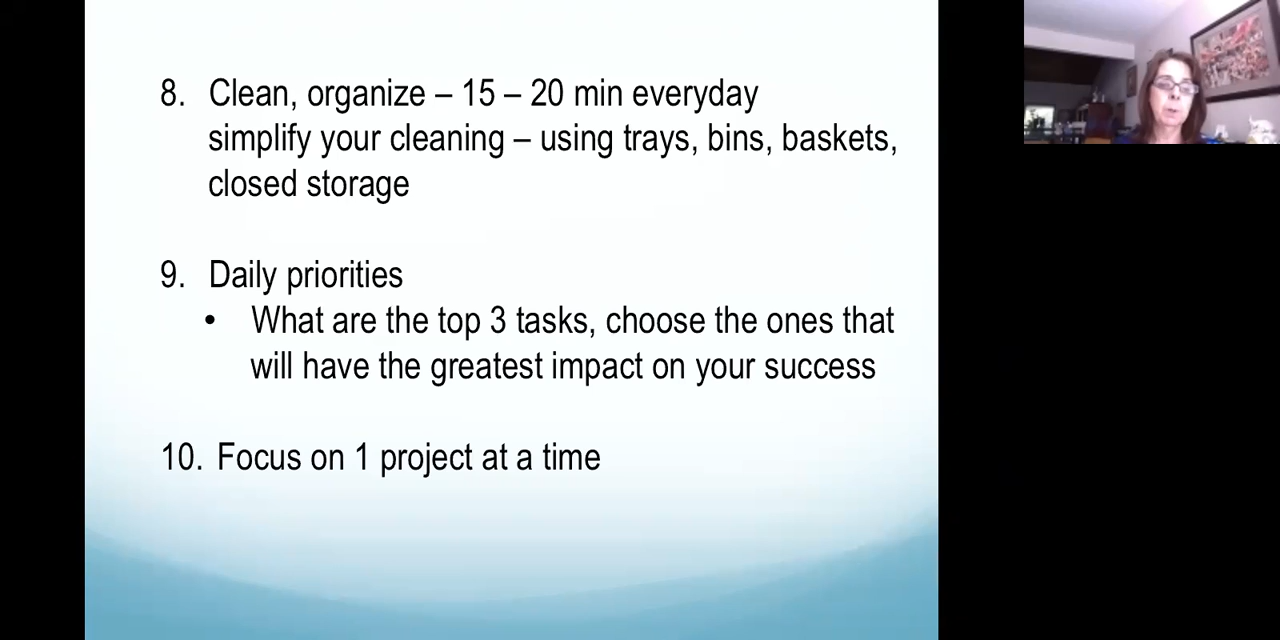 8. Clean, organize – 15 – 20 min everyday
simplify your cleaning – using trays, bins, baskets,
closed storage
9. Daily priorities
• What are the top 3 tasks, choose the ones that
will have the greatest impact on your success
10. Focus on 1 project at a time